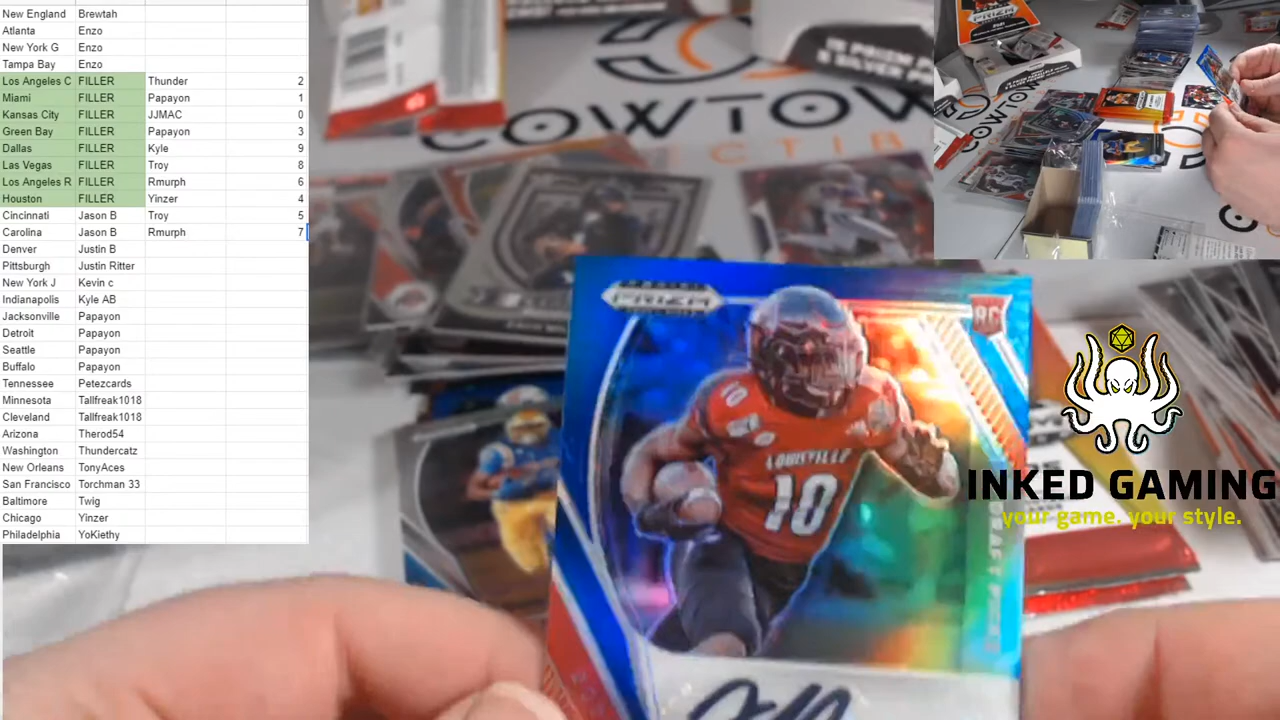 New England Brewtah
Atlanta Enzo
New York G Enzo
Tampa Bay Enzo
Los Angeles C FILLER Thunder 2
Miami FILLER Papayon 1
Kansas City FILLER JJMAC 0
Green Bay FILLER Papayon 3
Dallas FILLER Kyle 9
Las Vegas FILLER Troy 8
Los Angeles R FILLER Rmurph 6
Houston FILLER Yinzer 4
Cincinnati Jason B Troy 5
Carolina Jason B Rmurph 7
Denver Justin B
Pittsburgh Justin Ritter
New York J Kevin c
Indianapolis Kyle AB
Jacksonville Papayon
Detroit Papayon
Seattle Papayon
Buffalo Papayon
Tennessee Petezcards
Minnesota Tallfreak1018
Cleveland Tallfreak1018
Arizona Therod54
Washington Thundercatz
New Orleans TonyAces
San Francisco Torchman 33
Baltimore Twig
Chicago Yinzer
Philadelphia YoKiethy
COWTOW
PRIZM
RC
10
LOUISVILLE
10
INKED GAMING
your game. your style.
PRIZM